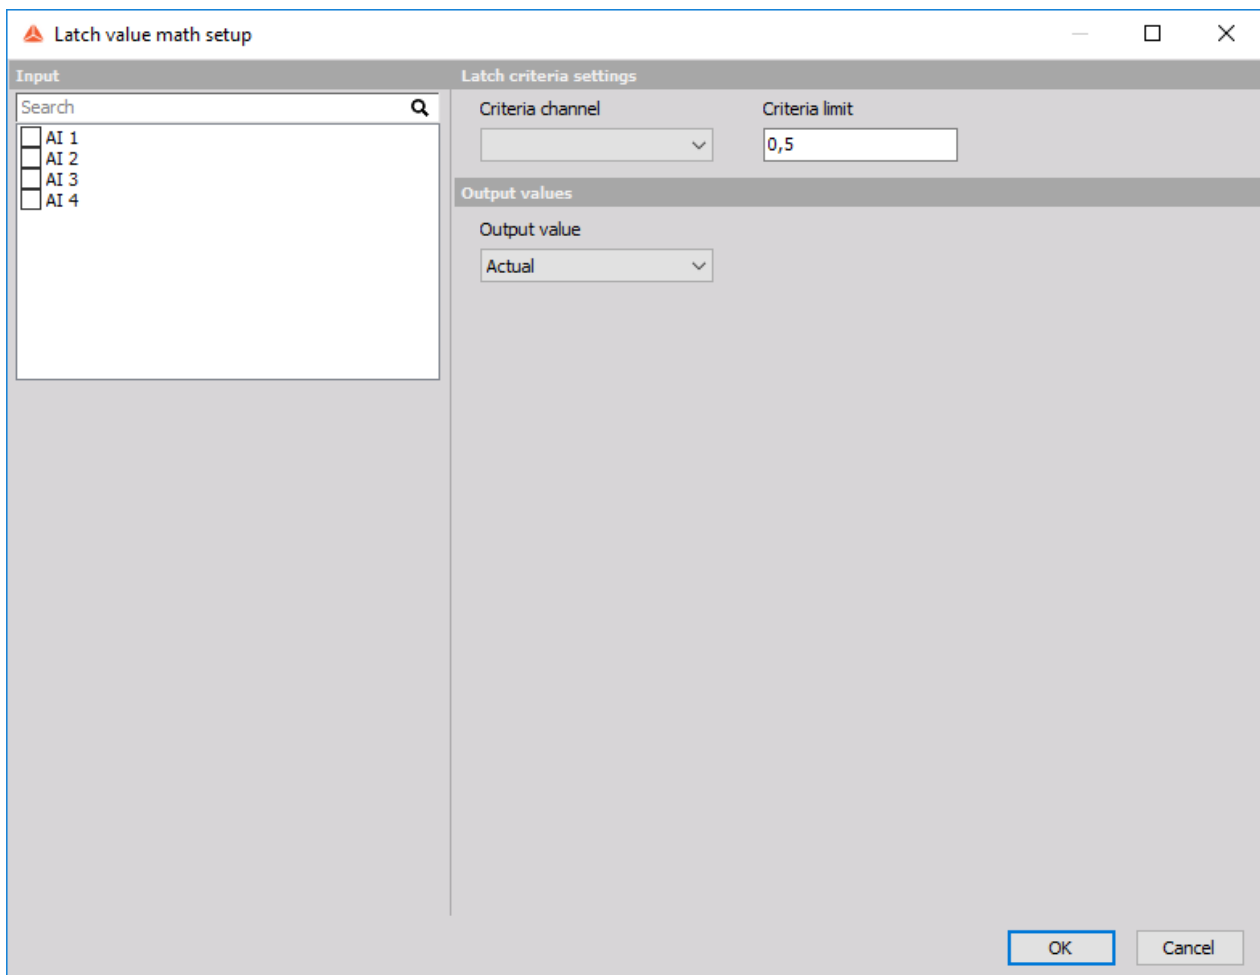 Latch value math setup
Input
Search
AI 1
AI 2
AI 3
AI 4
Latch criteria settings
Criteria channel
Criteria limit
0,5
Output values
Output value
Actual
OK
Cancel